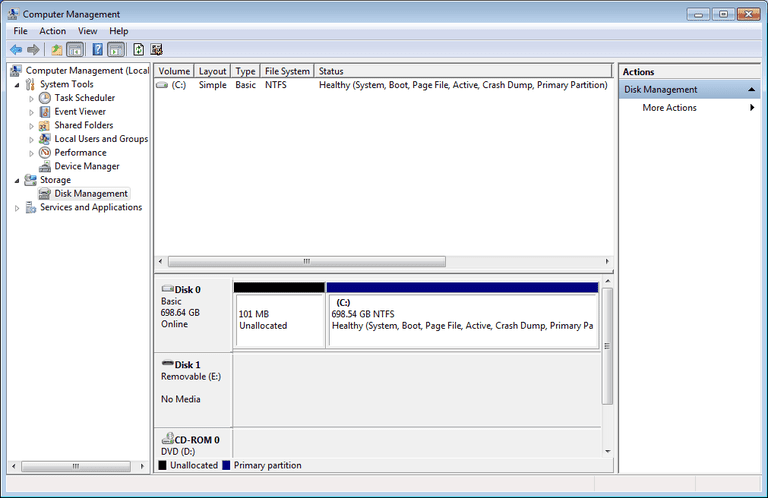 Computer Management
File Action View Help
Computer Management (Local
System Tools
Task Scheduler
Event Viewer
Shared Folders
Local Users and Groups
Performance
Device Manager
Storage
Disk Management
Services and Applications
Volume Layout Type File System Status
(C:) Simple Basic NTFS Healthy (System, Boot, Page File, Active, Crash Dump, Primary Partition)
Disk 0
Basic
698.64 GB
Online
101 MB
Unallocated
(C:)
698.54 GB NTFS
Healthy (System, Boot, Page File, Active, Crash Dump, Primary Pa
Disk 1
Removable (E:)
No Media
CD-ROM 0
DVD (D:)
Unallocated Primary partition
Actions
Disk Management
More Actions